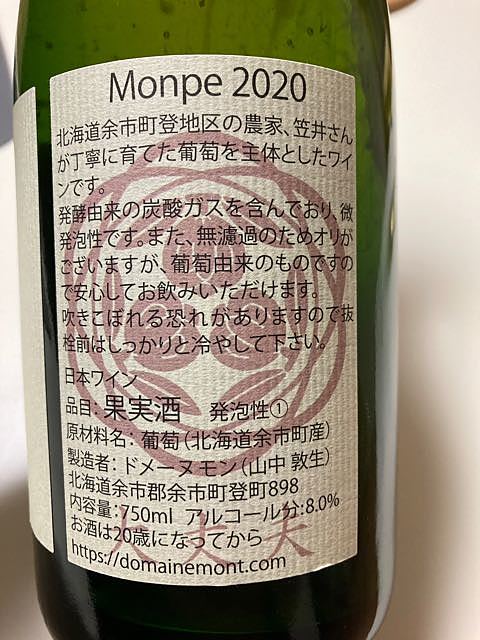 Monpe 2020
北海道余市町登地区の農家、笠井さん
が丁寧に育てた葡萄を主体としたワイ
ンです。
発酵由来の炭酸ガスを含んでおり、微
発泡性です。また、無濾過のためオリが
ございますが、葡萄由来のものですの
で安心してお飲みいただけます。
吹きこぼれる恐れがありますので抜
栓前はしっかりと冷やして下さい。
日本ワイン
品目：果実酒　発泡性①
原材料名：葡萄（北海道余市町産）
製造者：ドメーヌモン（山中 敦生）
北海道余市郡余市町登町898
内容量：750ml アルコール分：8.0%
お酒は20歳になってから
https://domainemont.com